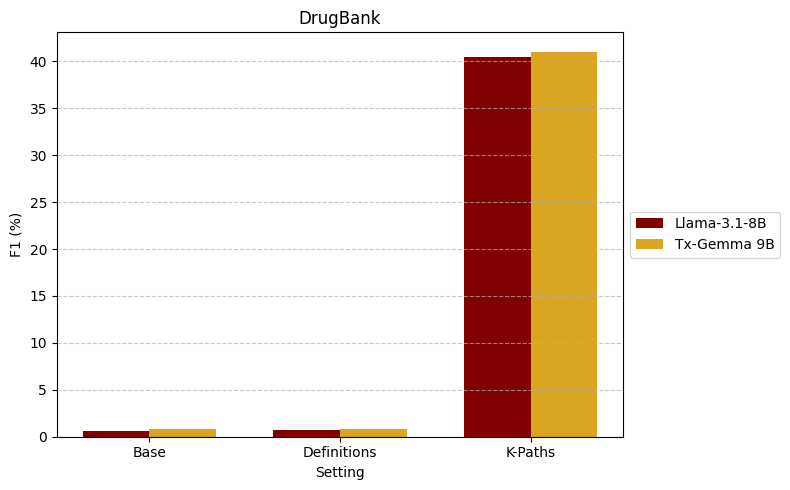 DrugBank
F1 (%)
40
35
30
25
20
15
10
5
0
Base
Definitions
K-Paths
Setting
Llama-3.1-8B
Tx-Gemma 9B